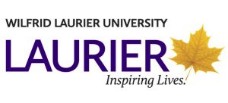 WILFRID LAURIER UNIVERSITY
LAURIER
Inspiring Lives.